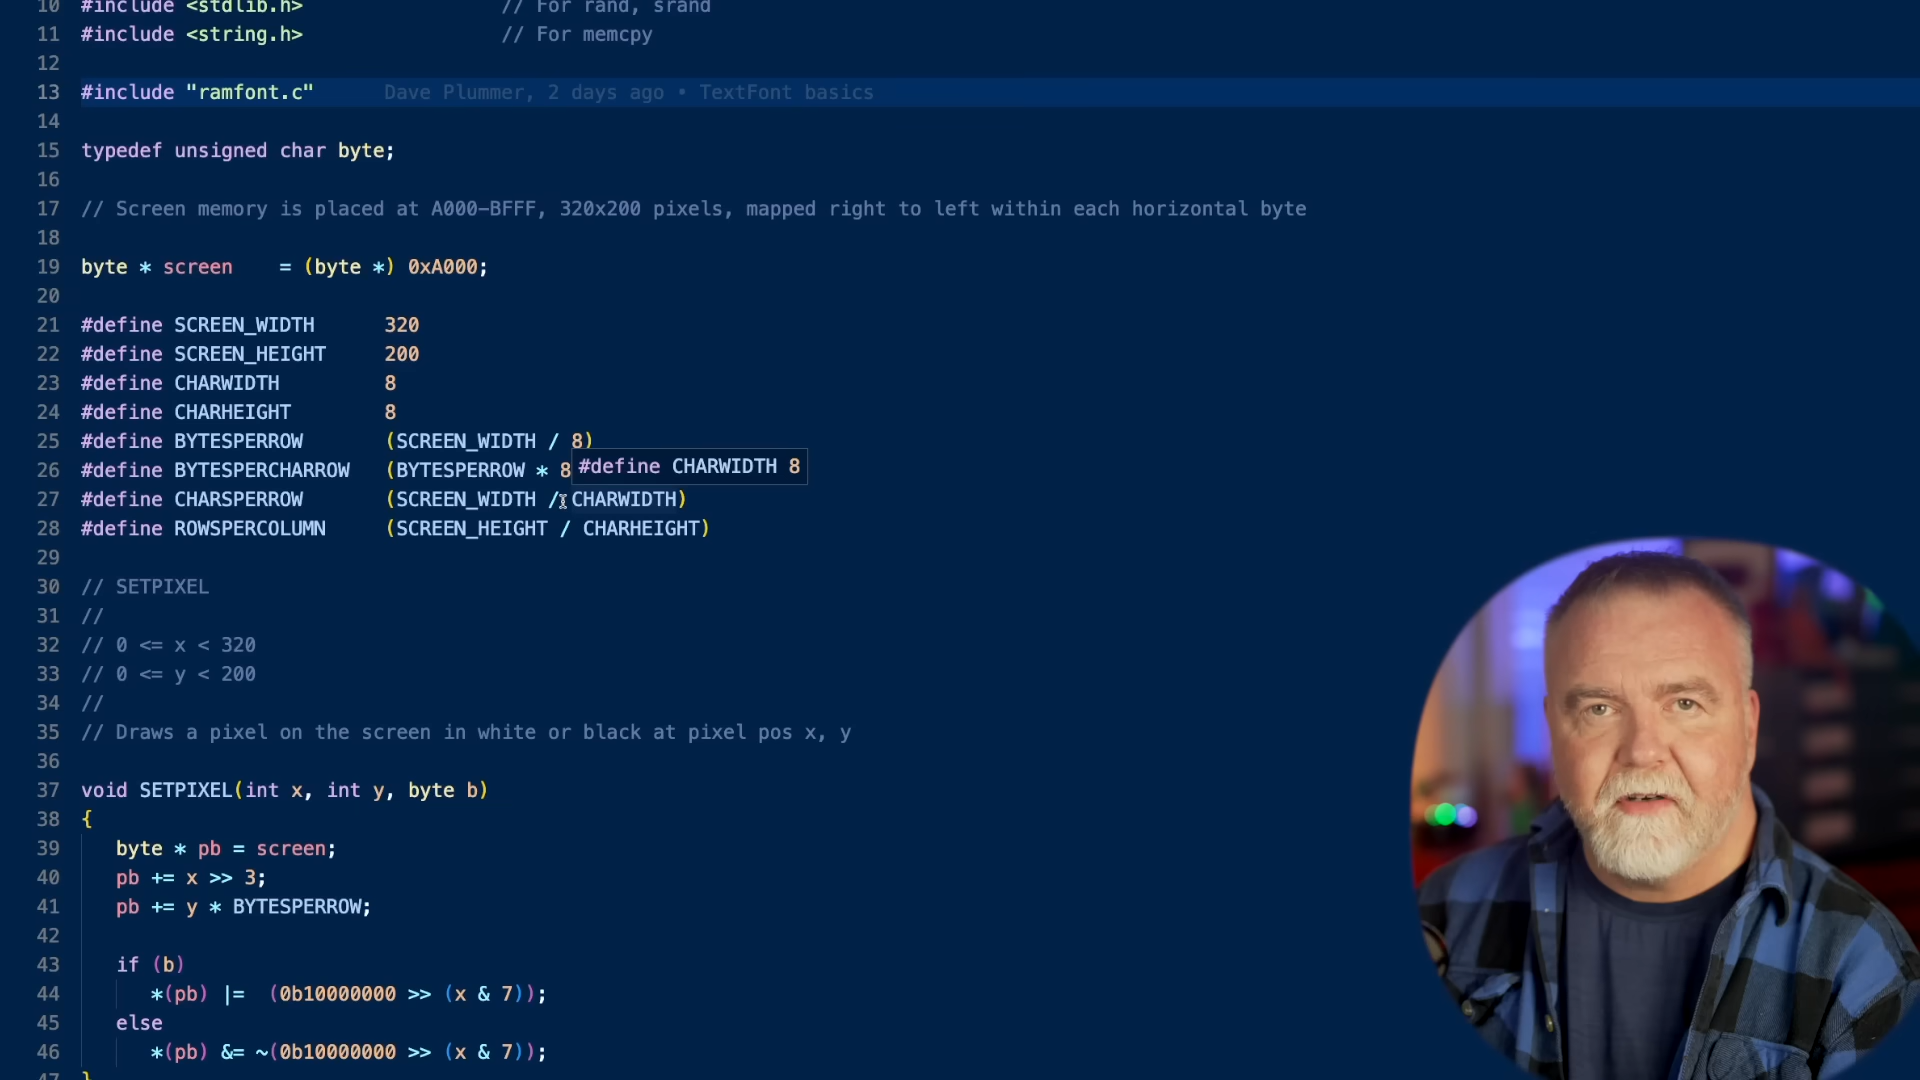 10 #include <stdlib.h> // For rand, srand
11 #include <string.h> // For memcpy
12
13 #include "ramfont.c" Dave Plummer, 2 days ago • TextFont basics
14
15 typedef unsigned char byte;
16
17 // Screen memory is placed at A000-BFFF, 320x200 pixels, mapped right to left within each horizontal byte
18
19 byte * screen = (byte *) 0xA000;
20
21 #define SCREEN_WIDTH 320
22 #define SCREEN_HEIGHT 200
23 #define CHARWIDTH 8
24 #define CHARHEIGHT 8
25 #define BYTESPERROW (SCREEN_WIDTH / 8)
26 #define BYTESPERCHARROW (BYTESPERROW * 8
#define CHARWIDTH 8
27 #define CHARSPERROW (SCREEN_WIDTH / CHARWIDTH)
28 #define ROWSPERCOLUMN (SCREEN_HEIGHT / CHARHEIGHT)
29
30 // SETPIXEL
31 //
32 // 0 <= x < 320
33 // 0 <= y < 200
34 //
35 // Draws a pixel on the screen in white or black at pixel pos x, y
36
37 void SETPIXEL(int x, int y, byte b)
38 {
39 byte * pb = screen;
40 pb += x >> 3;
41 pb += y * BYTESPERROW;
42
43 if (b)
44 *(pb) |= (0b10000000 >> (x & 7));
45 else
46 *(pb) &= ~(0b10000000 >> (x & 7));
47 }